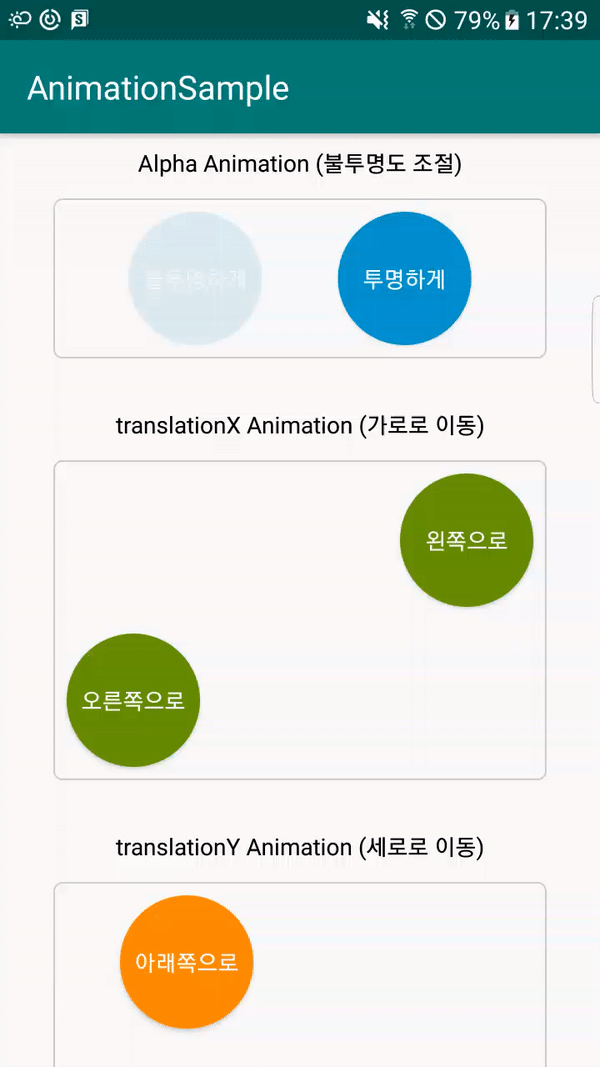 79% 17:39
AnimationSample
Alpha Animation (불투명도 조절)
불투명하게 투명하게
translationX Animation (가로로 이동)
왼쪽으로
오른쪽으로
translationY Animation (세로로 이동)
아래쪽으로